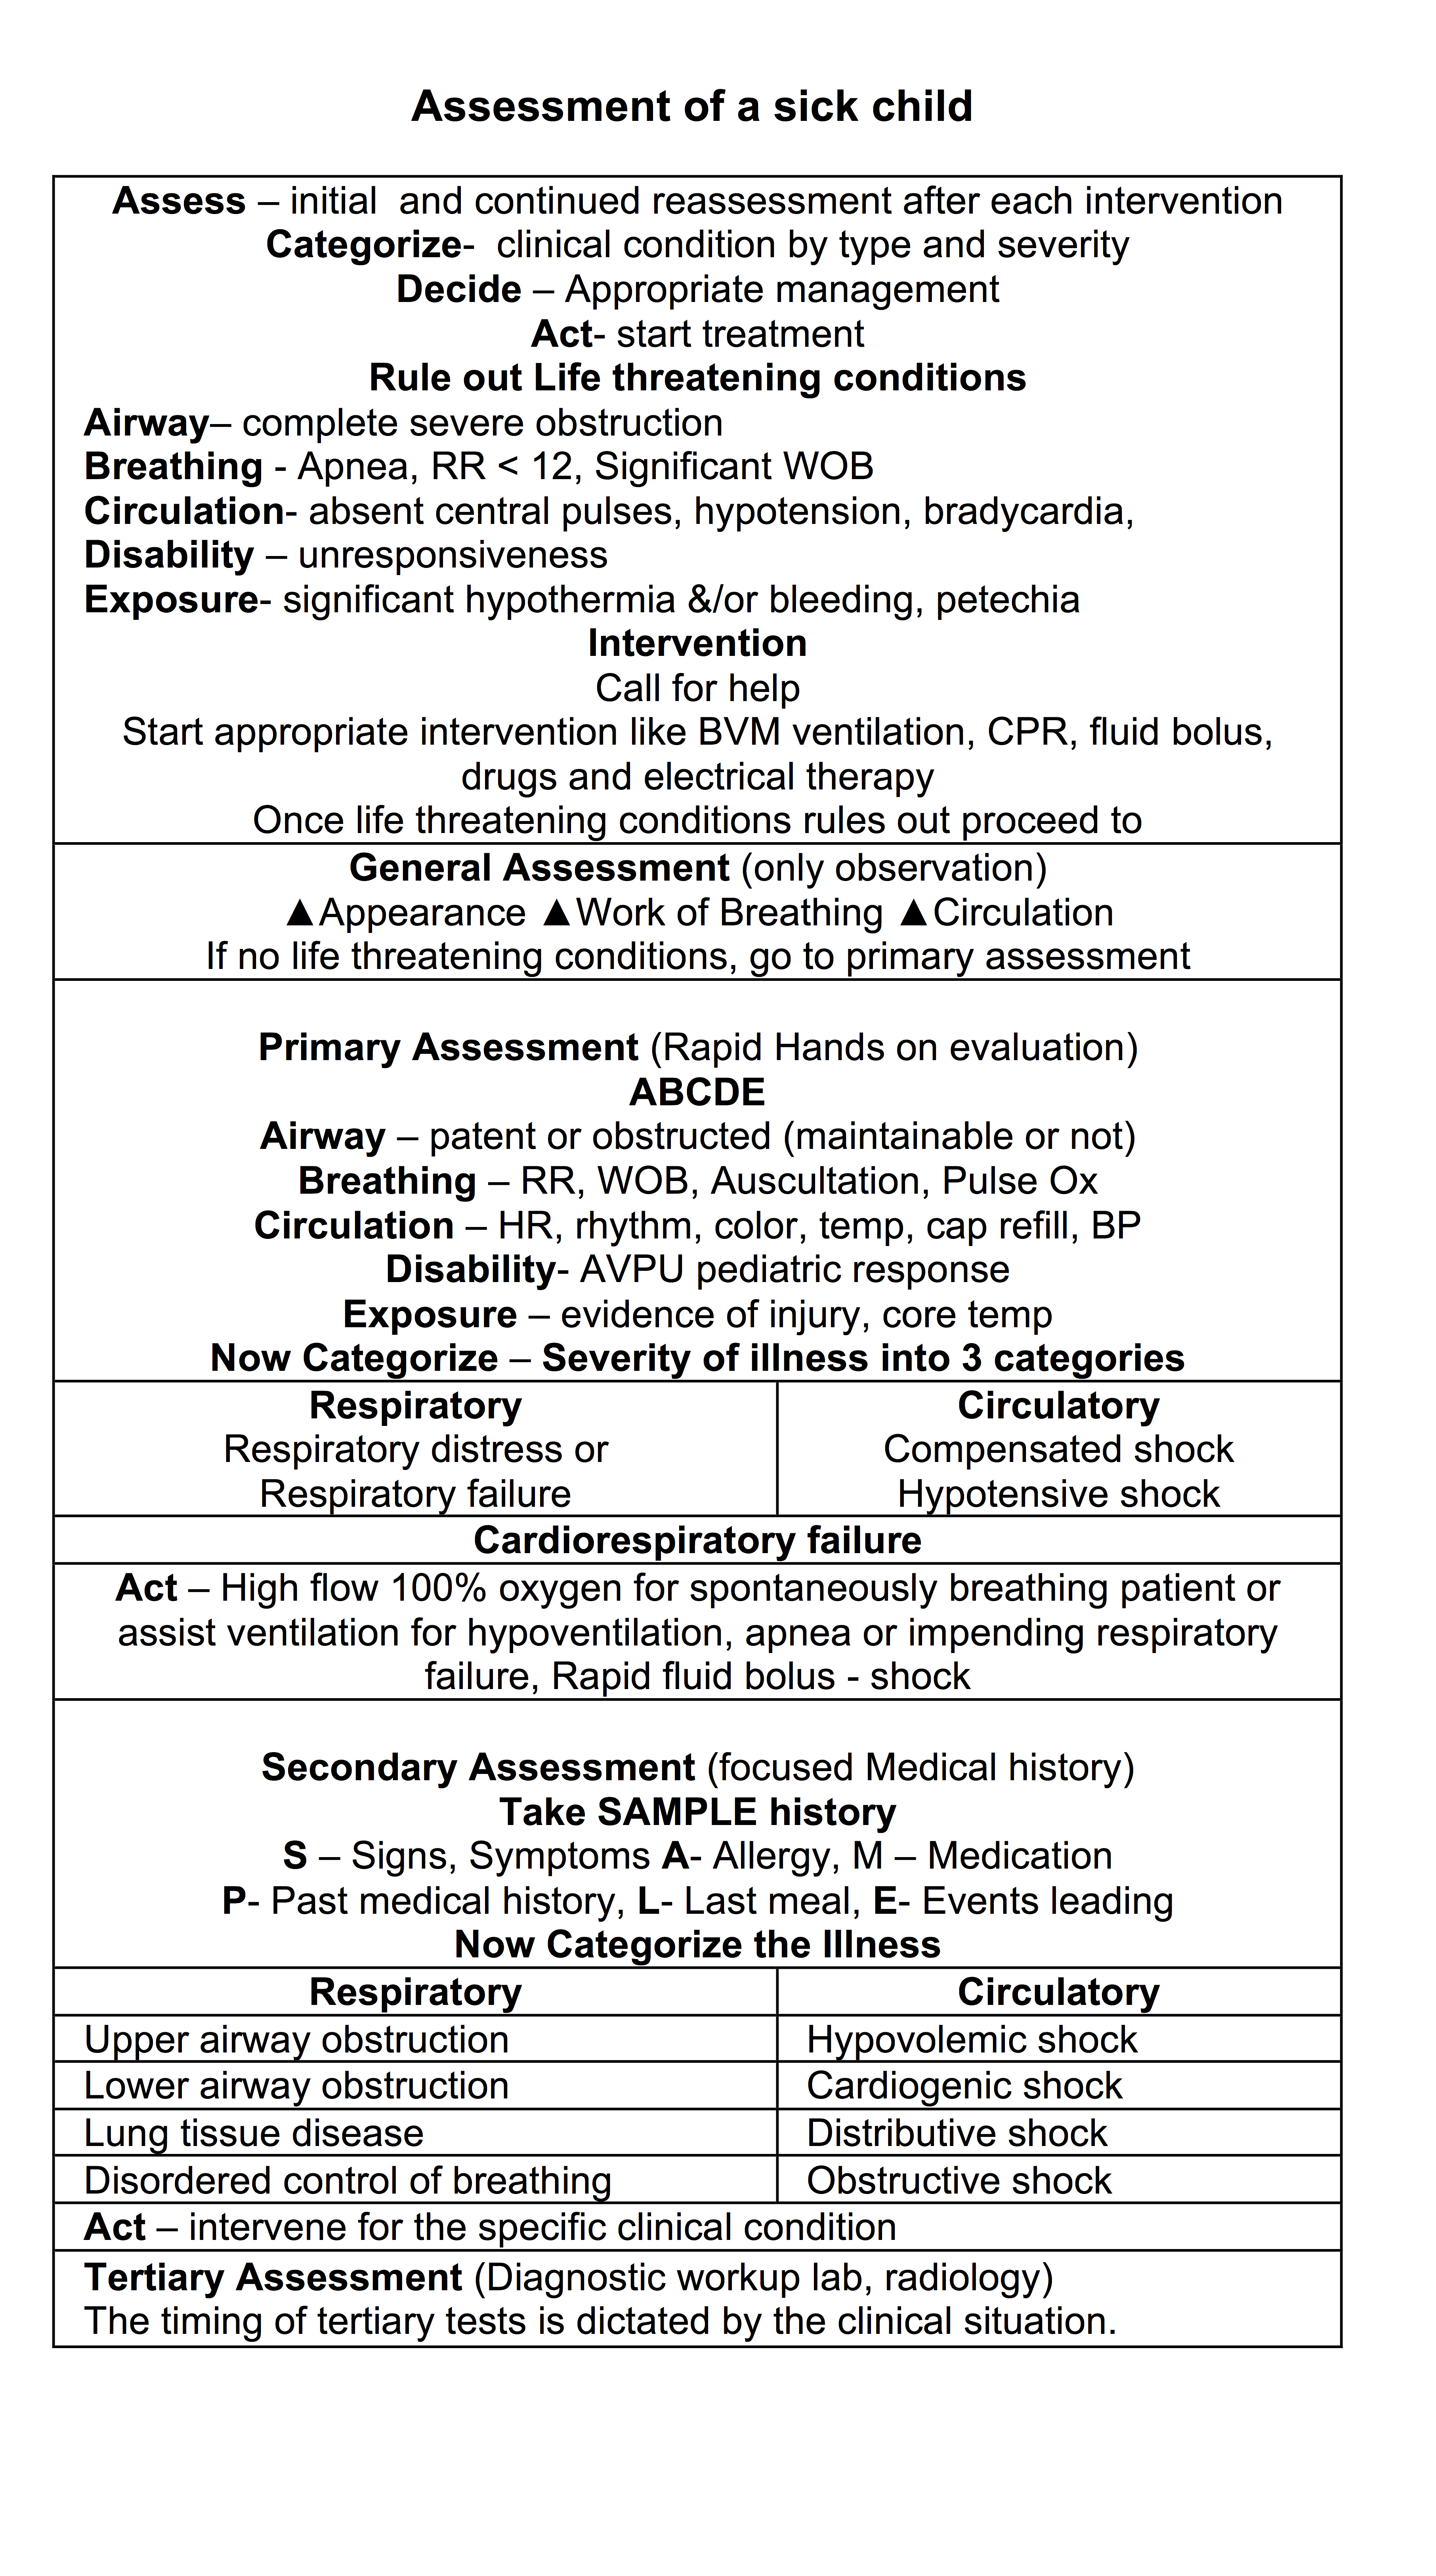 Assessment of a sick child
Assess – initial  and continued reassessment after each intervention
Categorize-  clinical condition by type and severity
Decide – Appropriate management
Act- start treatment
Rule out Life threatening conditions
Airway– complete severe obstruction
Breathing - Apnea, RR < 12, Significant WOB
Circulation- absent central pulses, hypotension, bradycardia,
Disability – unresponsiveness
Exposure- significant hypothermia &/or bleeding, petechia
Intervention
Call for help
Start appropriate intervention like BVM ventilation, CPR, fluid bolus,
drugs and electrical therapy
Once life threatening conditions rules out proceed to
General Assessment (only observation)
▲Appearance ▲Work of Breathing ▲Circulation
If no life threatening conditions, go to primary assessment
Primary Assessment (Rapid Hands on evaluation)
ABCDE
Airway – patent or obstructed (maintainable or not)
Breathing – RR, WOB, Auscultation, Pulse Ox
Circulation – HR, rhythm, color, temp, cap refill, BP
Disability- AVPU pediatric response
Exposure – evidence of injury, core temp
Now Categorize – Severity of illness into 3 categories
Respiratory
Respiratory distress or
Respiratory failure
Circulatory
Compensated shock
Hypotensive shock
Cardiorespiratory failure
Act – High flow 100% oxygen for spontaneously breathing patient or
assist ventilation for hypoventilation, apnea or impending respiratory
failure, Rapid fluid bolus - shock
Secondary Assessment (focused Medical history)
Take SAMPLE history
S – Signs, Symptoms A- Allergy, M – Medication
P- Past medical history, L- Last meal, E- Events leading
Now Categorize the Illness
Respiratory Circulatory
Upper airway obstruction Hypovolemic shock
Lower airway obstruction Cardiogenic shock
Lung tissue disease Distributive shock
Disordered control of breathing Obstructive shock
Act – intervene for the specific clinical condition
Tertiary Assessment (Diagnostic workup lab, radiology)
The timing of tertiary tests is dictated by the clinical situation.